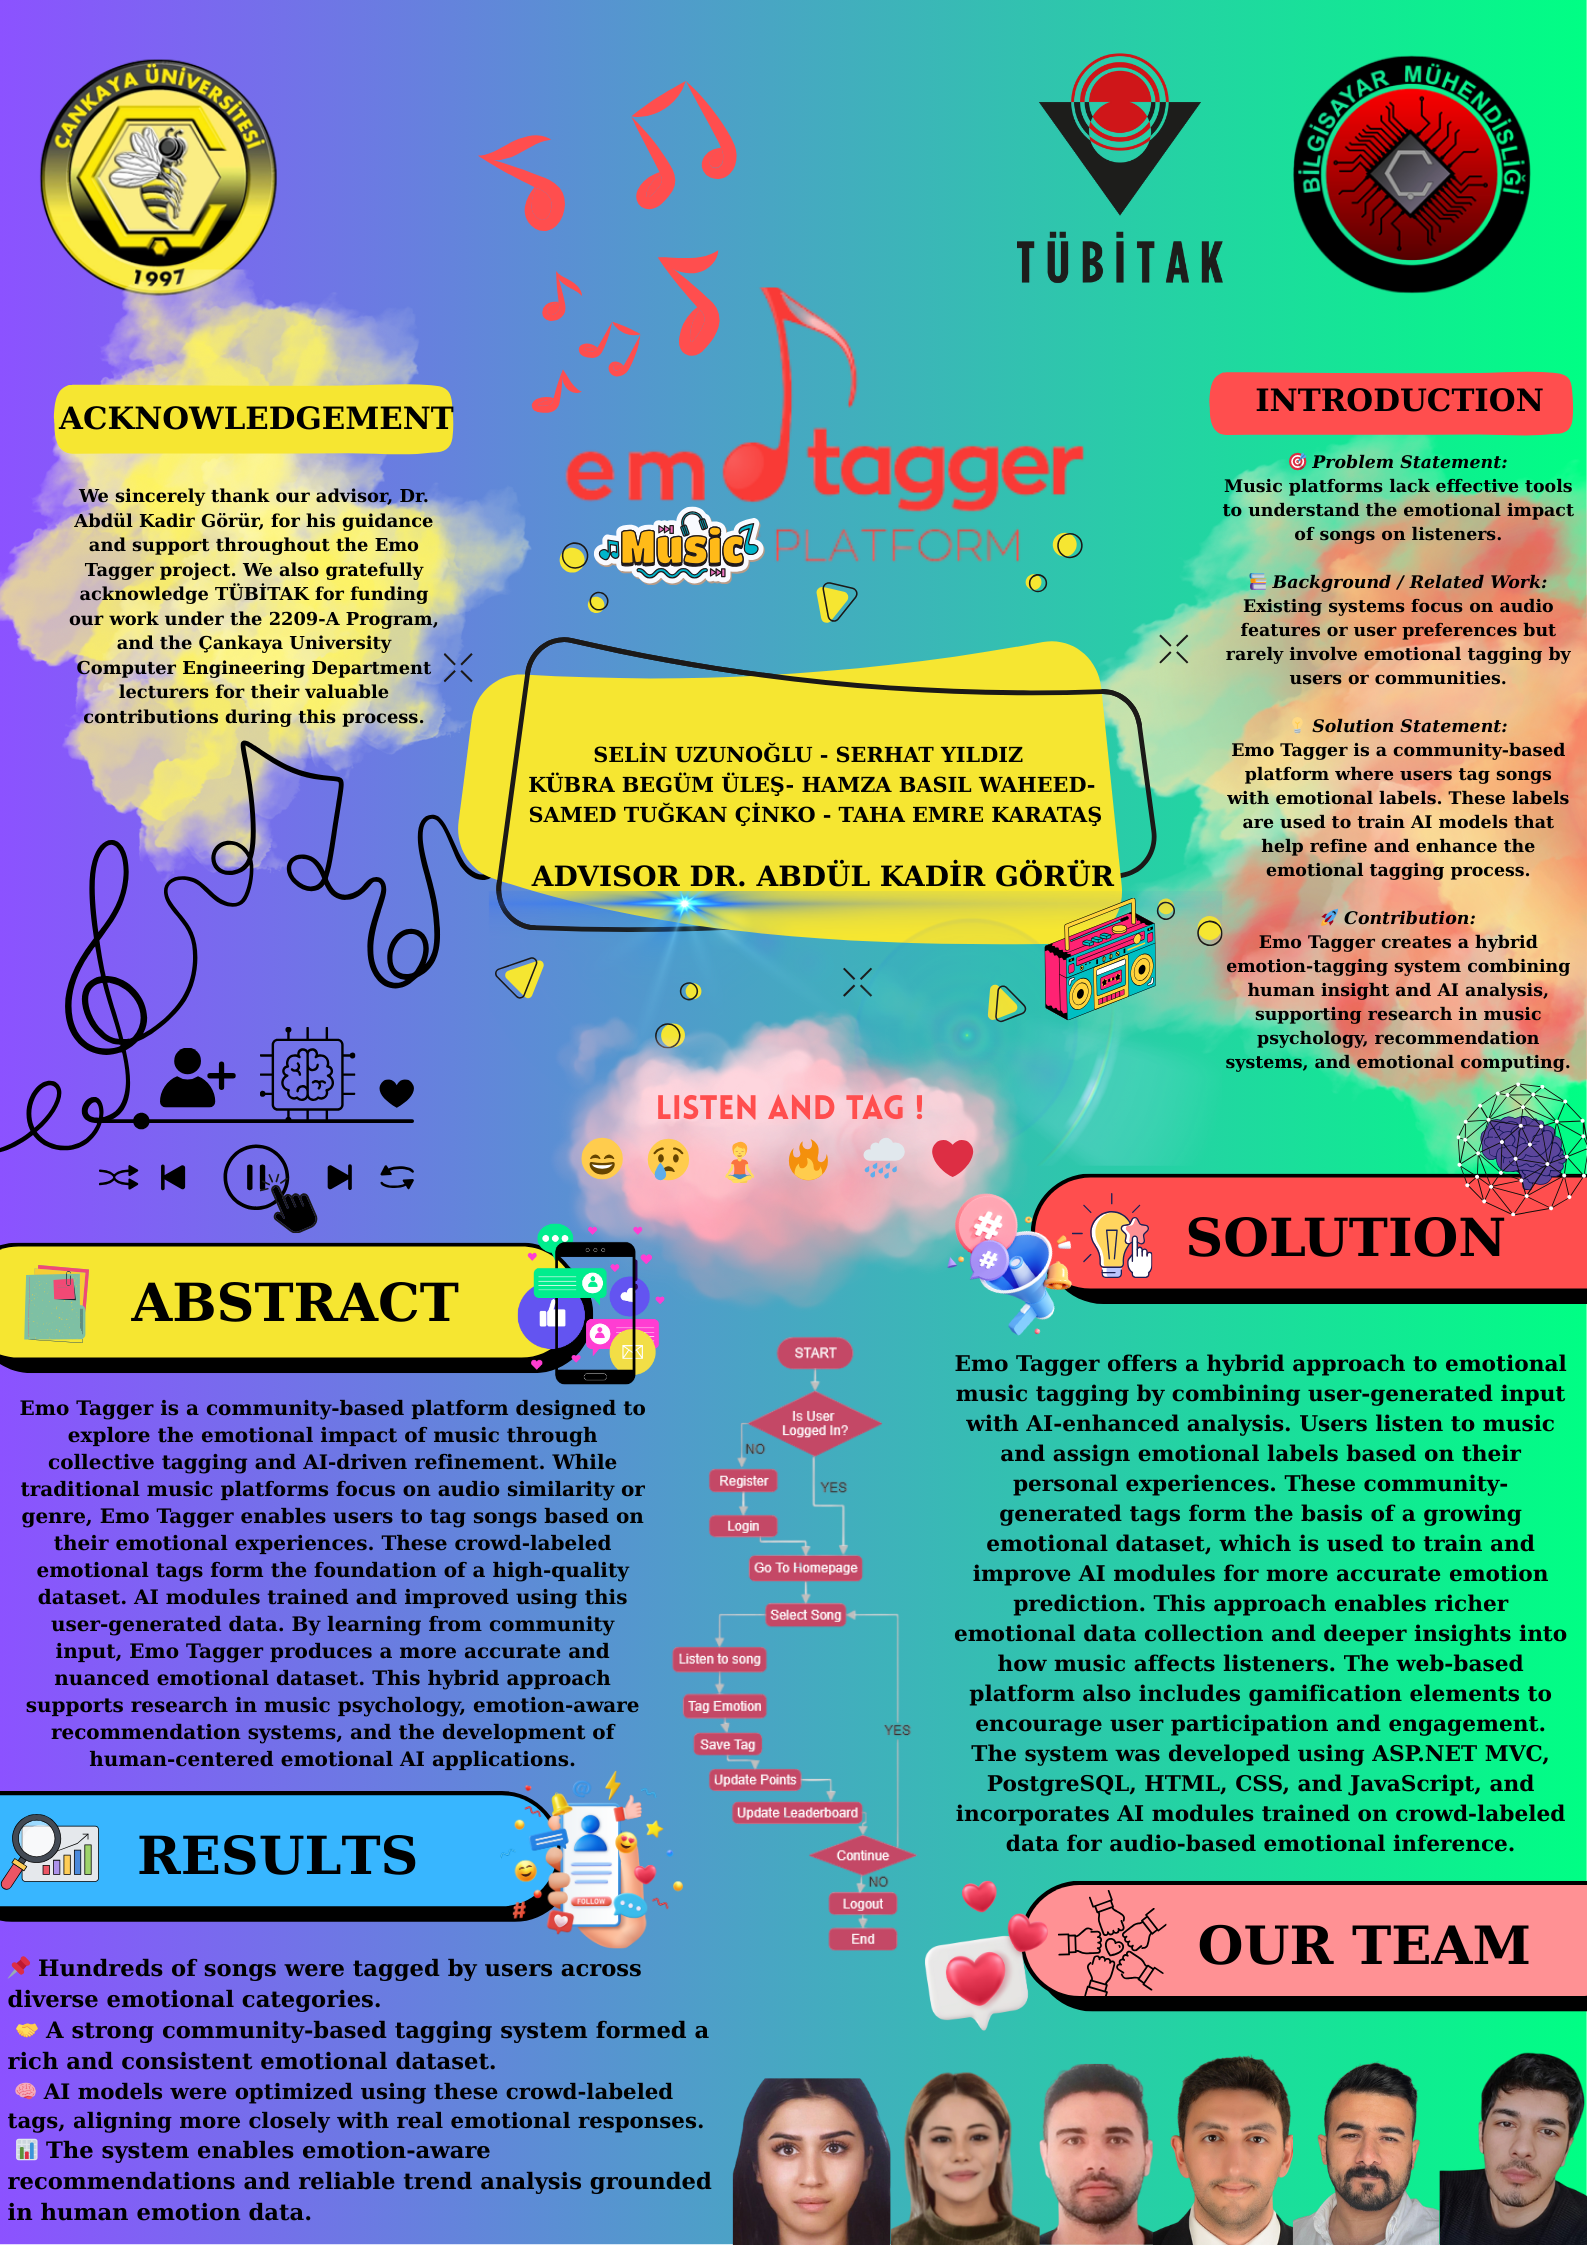 ÇANKAYA ÜNİVERSİTESİ
1997
TÜBİTAK
BİLGİSAYAR MÜHENDİSLİĞİ
em tagger
PLATFORM
Music
ACKNOWLEDGEMENT
We sincerely thank our advisor, Dr.
Abdül Kadir Görür, for his guidance
and support throughout the Emo
Tagger project. We also gratefully
acknowledge TÜBİTAK for funding
our work under the 2209-A Program,
and the Çankaya University
Computer Engineering Department
lecturers for their valuable
contributions during this process.
INTRODUCTION
🎯 Problem Statement:
Music platforms lack effective tools
to understand the emotional impact
of songs on listeners.
📚 Background / Related Work:
Existing systems focus on audio
features or user preferences but
rarely involve emotional tagging by
users or communities.
💡 Solution Statement:
Emo Tagger is a community-based
platform where users tag songs
with emotional labels. These labels
are used to train AI models that
help refine and enhance the
emotional tagging process.
🚀 Contribution:
Emo Tagger creates a hybrid
emotion-tagging system combining
human insight and AI analysis,
supporting research in music
psychology, recommendation
systems, and emotional computing.
SELİN UZUNOĞLU - SERHAT YILDIZ
KÜBRA BEGÜM ÜLEŞ- HAMZA BASIL WAHEED-
SAMED TUĞKAN ÇİNKO - TAHA EMRE KARATAŞ
ADVISOR DR. ABDÜL KADİR GÖRÜR
LISTEN AND TAG !
😄 😢 🧘 🔥 🌧️ ❤️
ABSTRACT
Emo Tagger is a community-based platform designed to
explore the emotional impact of music through
collective tagging and AI-driven refinement. While
traditional music platforms focus on audio similarity or
genre, Emo Tagger enables users to tag songs based on
their emotional experiences. These crowd-labeled
emotional tags form the foundation of a high-quality
dataset. AI modules trained and improved using this
user-generated data. By learning from community
input, Emo Tagger produces a more accurate and
nuanced emotional dataset. This hybrid approach
supports research in music psychology, emotion-aware
recommendation systems, and the development of
human-centered emotional AI applications.
START
Is User
Logged In?
NO
YES
Register
Login
Go To Homepage
Select Song
Listen to song
Tag Emotion
Save Tag
YES
Update Points
Update Leaderboard
Continue
NO
Logout
End
SOLUTION
#
#
Emo Tagger offers a hybrid approach to emotional
music tagging by combining user-generated input
with AI-enhanced analysis. Users listen to music
and assign emotional labels based on their
personal experiences. These community-
generated tags form the basis of a growing
emotional dataset, which is used to train and
improve AI modules for more accurate emotion
prediction. This approach enables richer
emotional data collection and deeper insights into
how music affects listeners. The web-based
platform also includes gamification elements to
encourage user participation and engagement.
The system was developed using ASP.NET MVC,
PostgreSQL, HTML, CSS, and JavaScript, and
incorporates AI modules trained on crowd-labeled
data for audio-based emotional inference.
RESULTS
FOLLOW
@
#
📌 Hundreds of songs were tagged by users across
diverse emotional categories.
🤝 A strong community-based tagging system formed a
rich and consistent emotional dataset.
🧠 AI models were optimized using these crowd-labeled
tags, aligning more closely with real emotional responses.
📊 The system enables emotion-aware
recommendations and reliable trend analysis grounded
in human emotion data.
OUR TEAM